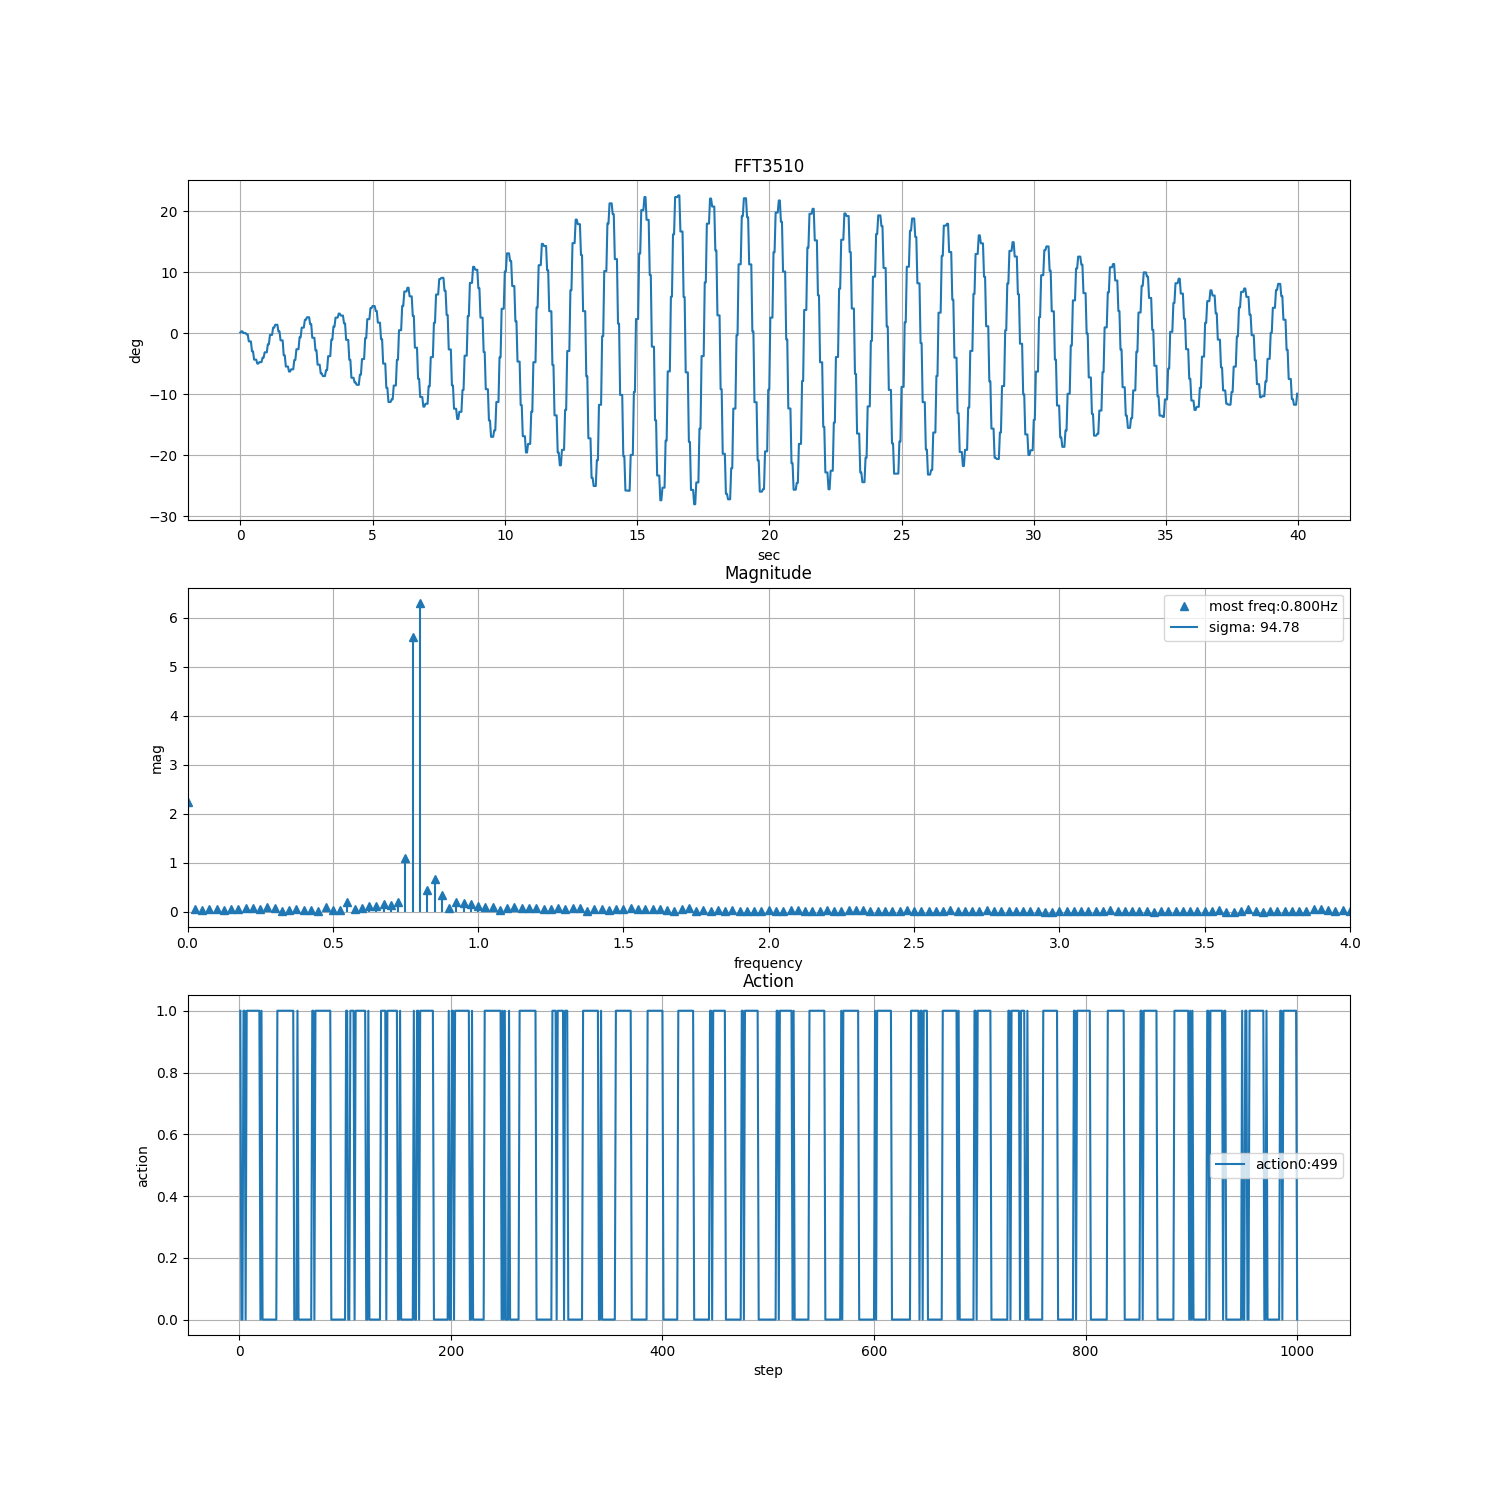 FFT3510
20
10
0
−10
−20
−30
deg
0 5 10 15 20 25 30 35 40
sec
Magnitude
most freq:0.800Hz
sigma: 94.78
6
5
4
3
2
1
0
mag
0.0 0.5 1.0 1.5 2.0 2.5 3.0 3.5 4.0
frequency
Action
1.0
0.8
0.6
0.4
0.2
0.0
action
action0:499
0 200 400 600 800 1000
step